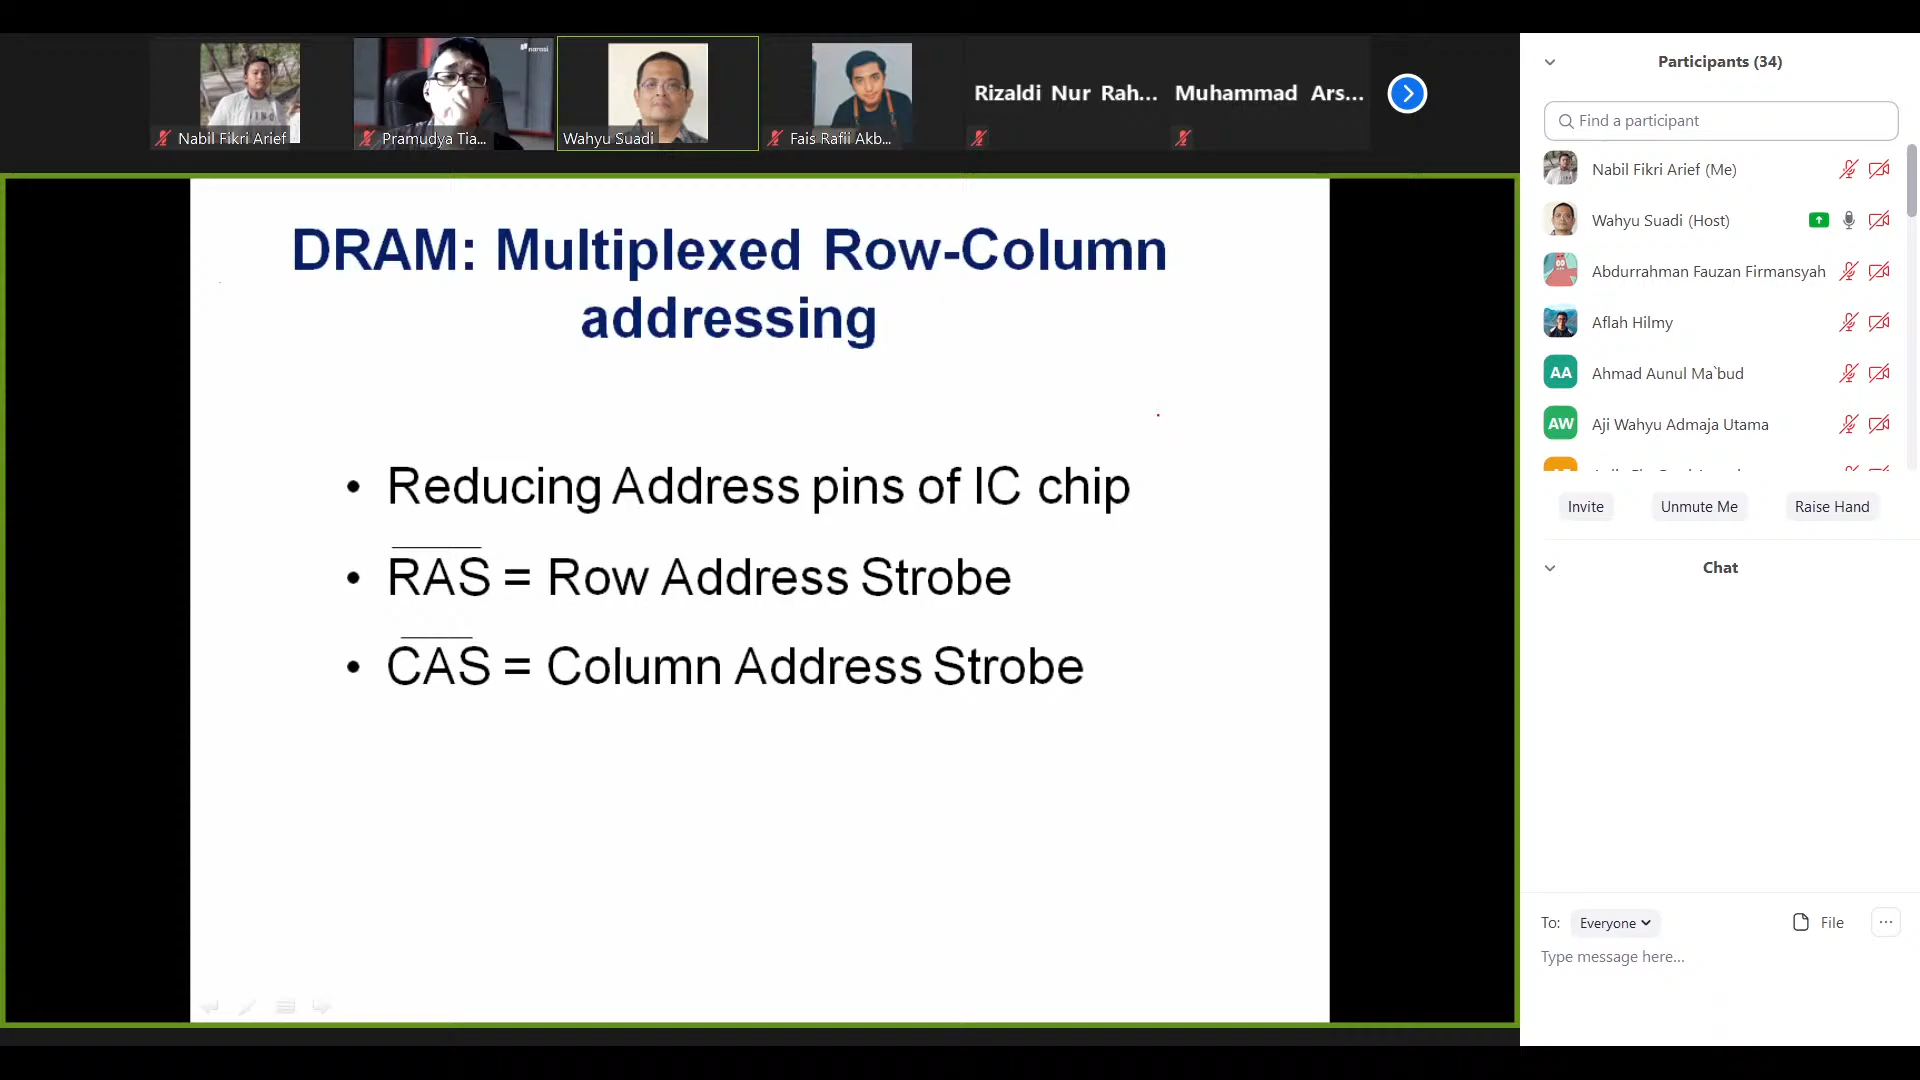 nanosi
Nabil Fikri Arief
Pramudya Tia...
Wahyu Suadi
Fais Rafii Akb...
Rizaldi Nur Rah...
Muhammad Ars...
DRAM: Multiplexed Row-Column
addressing
• Reducing Address pins of IC chip
• R̅A̅S̅ = Row Address Strobe
• C̅A̅S̅ = Column Address Strobe
Participants (34)
Find a participant
Nabil Fikri Arief (Me)
Wahyu Suadi (Host)
Abdurrahman Fauzan Firmansyah
Aflah Hilmy
AA Ahmad Aunul Ma`bud
AW Aji Wahyu Admaja Utama
Invite Unmute Me Raise Hand
Chat
To: Everyone File ...
Type message here...